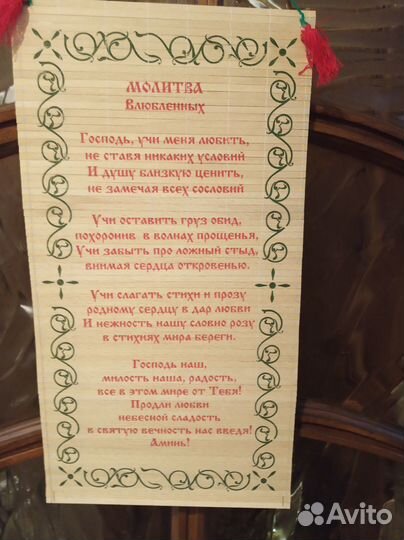 МОЛИТВА
Влюбленных
Господь, учи меня любить,
не ставя никаких условий
И душу близкую ценить,
не замечая всех сословий
Учи оставить груз обид,
похоронив в волнах прощенья,
Учи забыть про ложный стыд,
внимая сердца откровенью.
Учи слагать стихи и прозу
родному сердцу в дар любви
И нежность нашу словно розу
в стихиях мира береги.
Господь наш,
милость наша, радость,
все в этом мире от Тебя!
Продли любви
небесной сладость
в святую вечность нас введя!
Аминь!
Avito